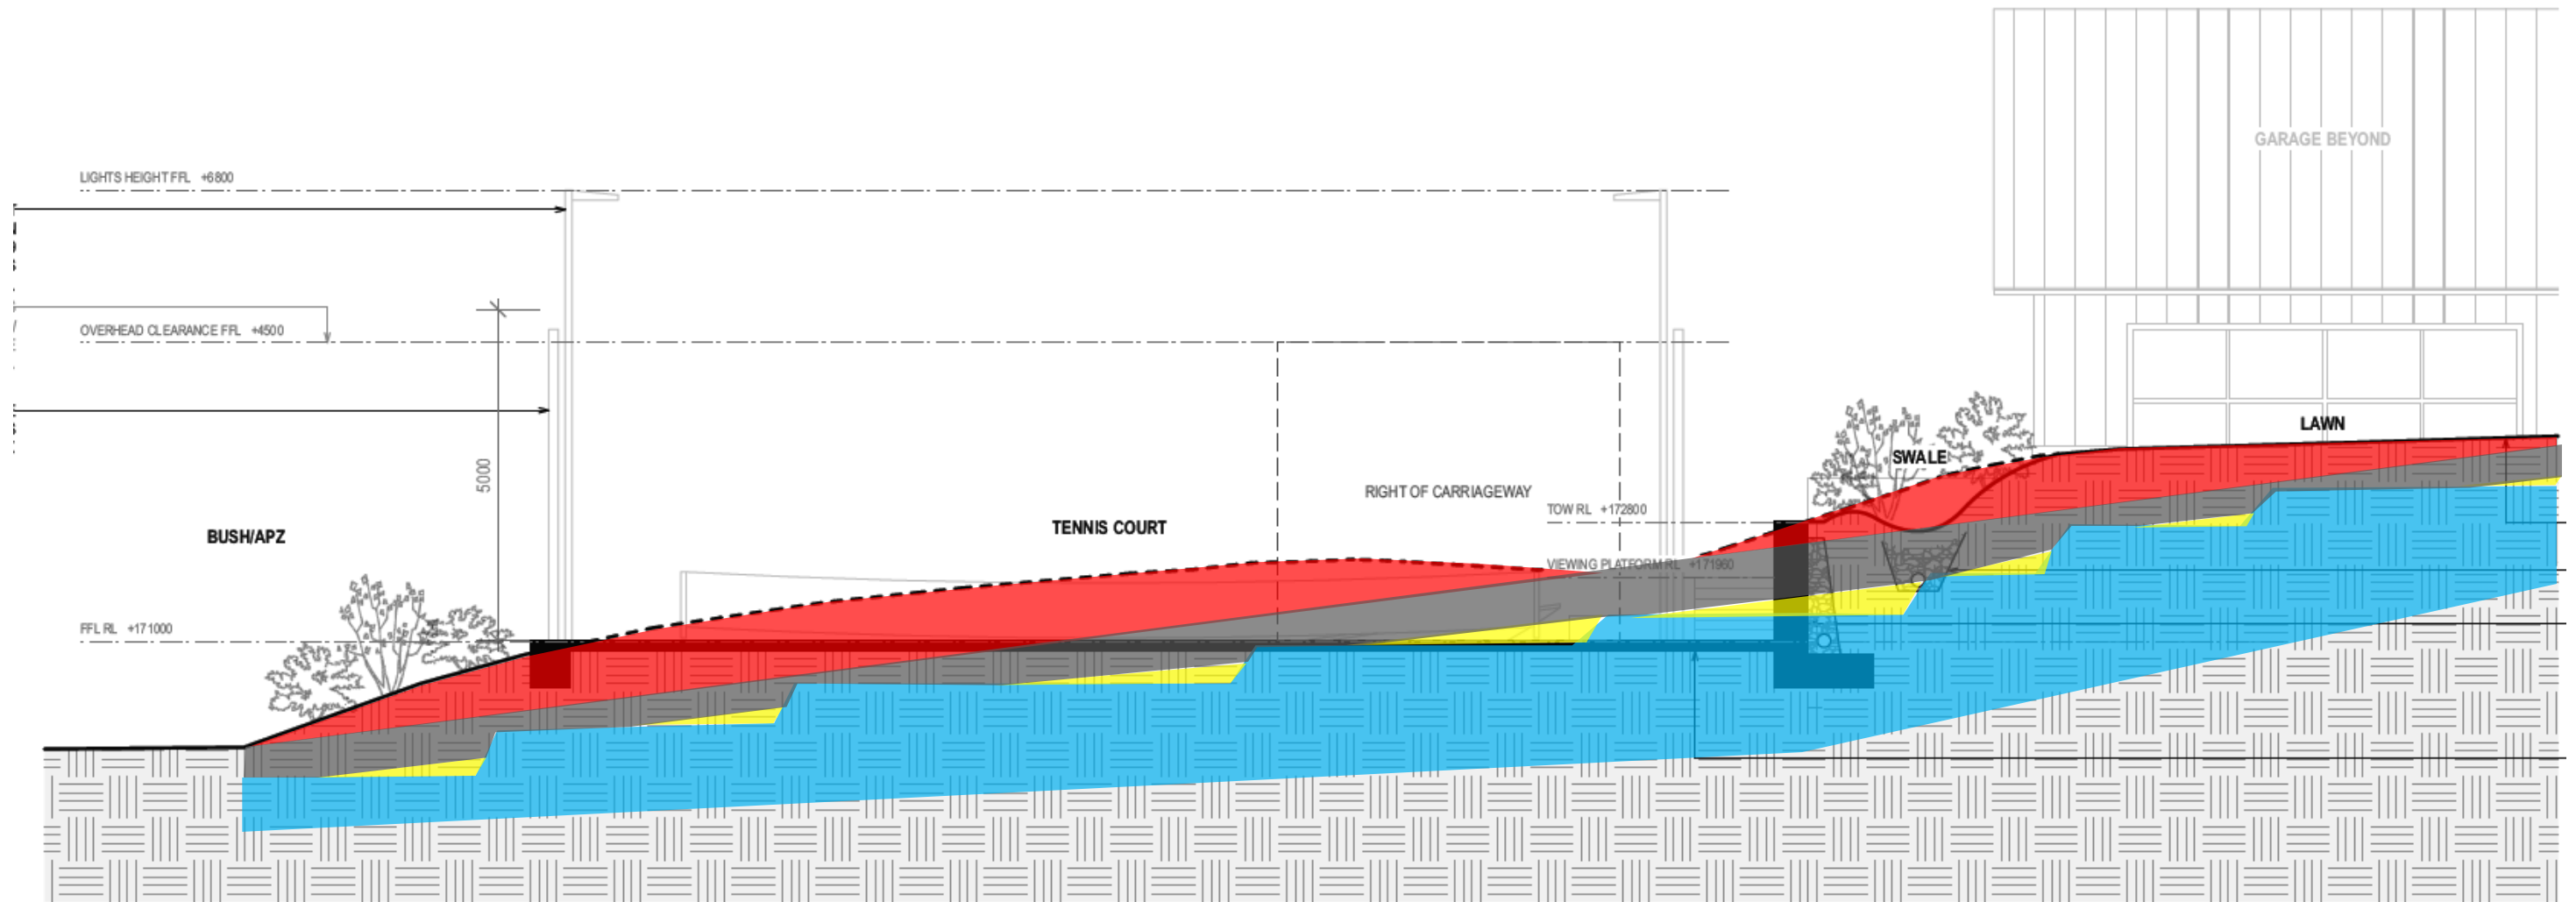 GARAGE BEYOND
LIGHTS HEIGHT FFL +6800
OVERHEAD CLEARANCE FFL +4500
LAWN
SWALE
5000
RIGHT OF CARRIAGEWAY
TOW RL +172800
TENNIS COURT
BUSH/APZ
VIEWING PLATFORM RL +171960
FFL RL +171000